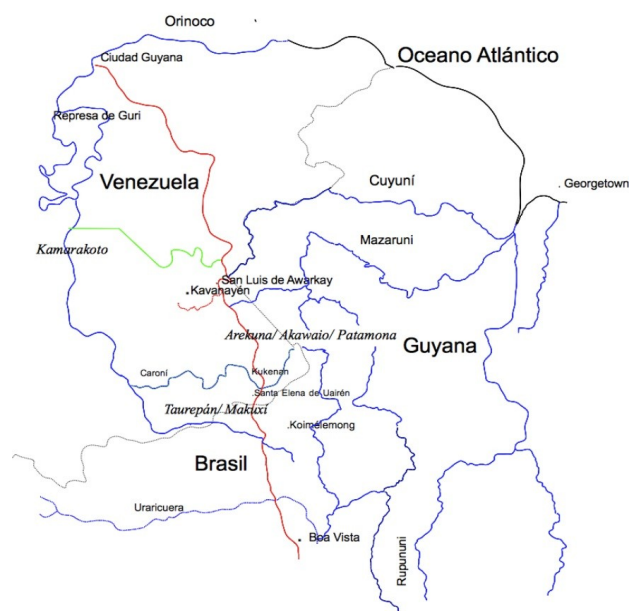 Orinoco
Oceano Atlántico
Ciudad Guyana
Represa de Guri
Venezuela
Cuyuní
. Georgetown
Mazaruni
Kamarakoto
San Luis de Awarkay
Kavanayén
Arekuna/ Akawaio/ Patamona
Guyana
Caroní
Kukenan
Santa Elena de Uairén
Taurepán/ Makuxi
Koimélemong
Brasil
Uraricuera
Boa Vista
Rupununi